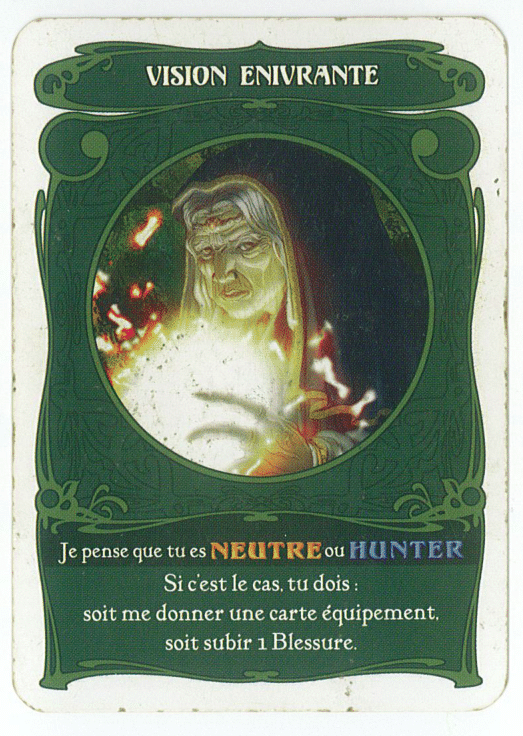 VISION ENIVRANTE
Je pense que tu es NEUTRE ou HUNTER
Si c'est le cas, tu dois :
soit me donner une carte équipement,
soit subir 1 Blessure.